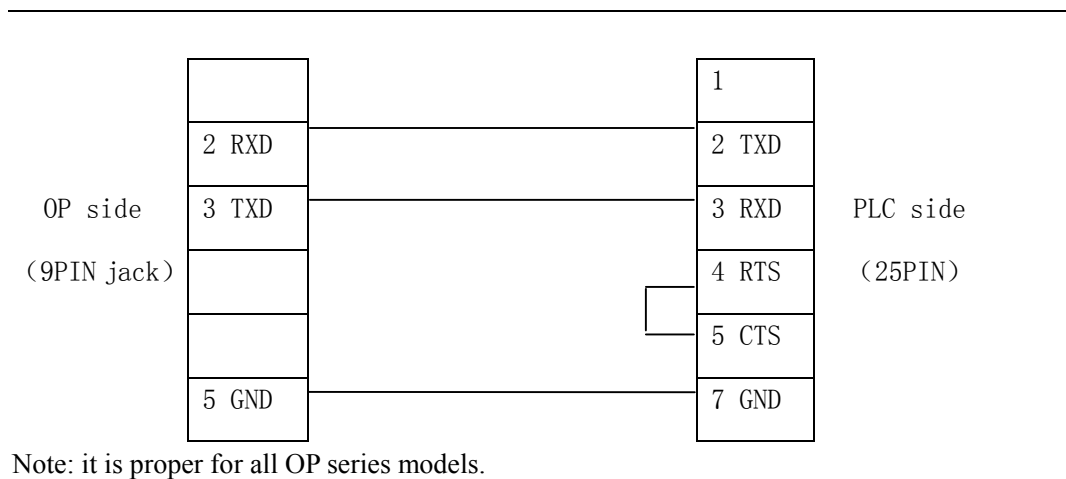 1
2 RXD 2 TXD
OP side 3 TXD 3 RXD PLC side
（9PIN jack） 4 RTS （25PIN）
5 CTS
5 GND 7 GND
Note: it is proper for all OP series models.